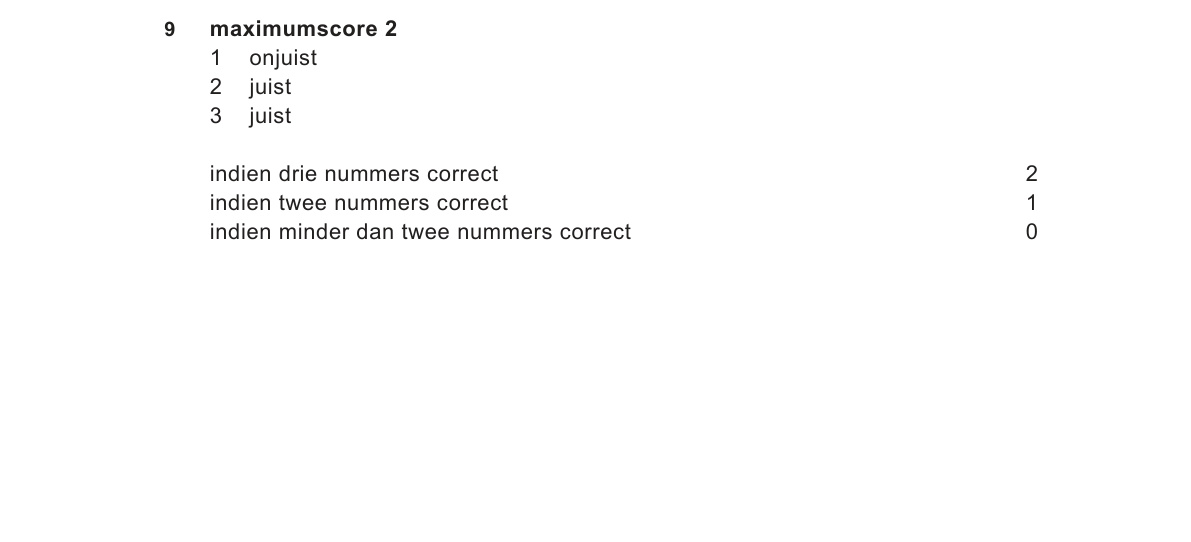 9 maximumscore 2
1 onjuist
2 juist
3 juist
indien drie nummers correct 2
indien twee nummers correct 1
indien minder dan twee nummers correct 0